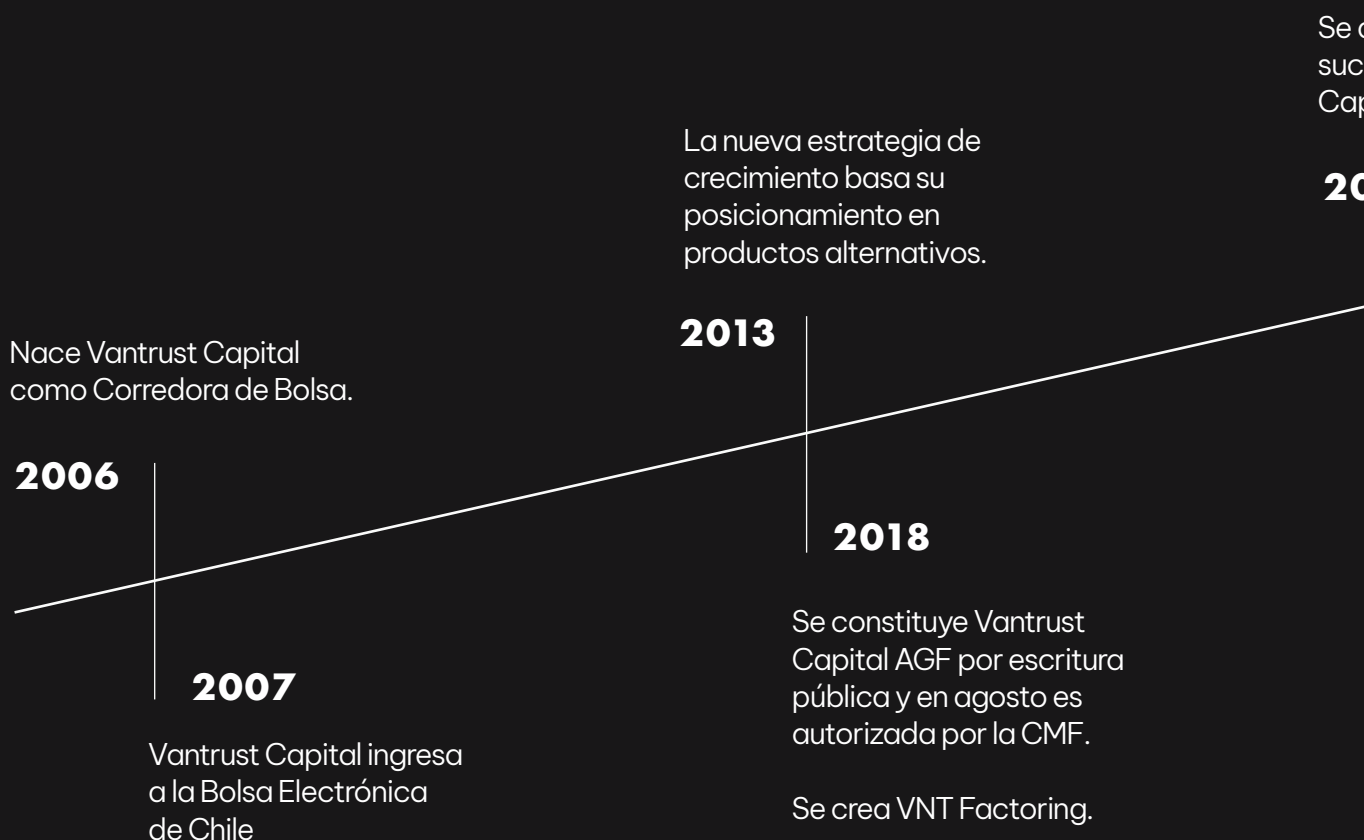 Nace Vantrust Capital
como Corredora de Bolsa.
2006
2007
Vantrust Capital ingresa
a la Bolsa Electrónica
de Chile
La nueva estrategia de
crecimiento basa su
posicionamiento en
productos alternativos.
2013
2018
Se constituye Vantrust
Capital AGF por escritura
pública y en agosto es
autorizada por la CMF.
Se crea VNT Factoring.
Se